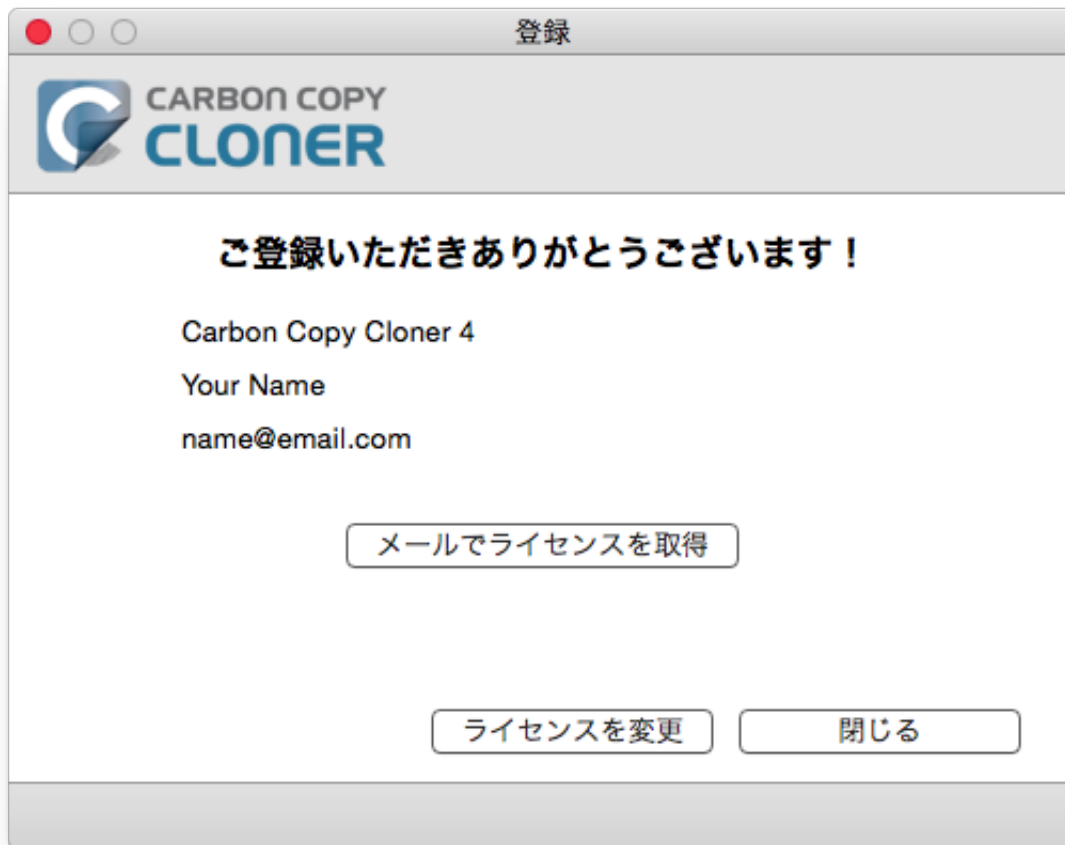 登録
CARBON COPY
CLONER
ご登録いただきありがとうございます！
Carbon Copy Cloner 4
Your Name
name@email.com
メールでライセンスを取得
ライセンスを変更
閉じる